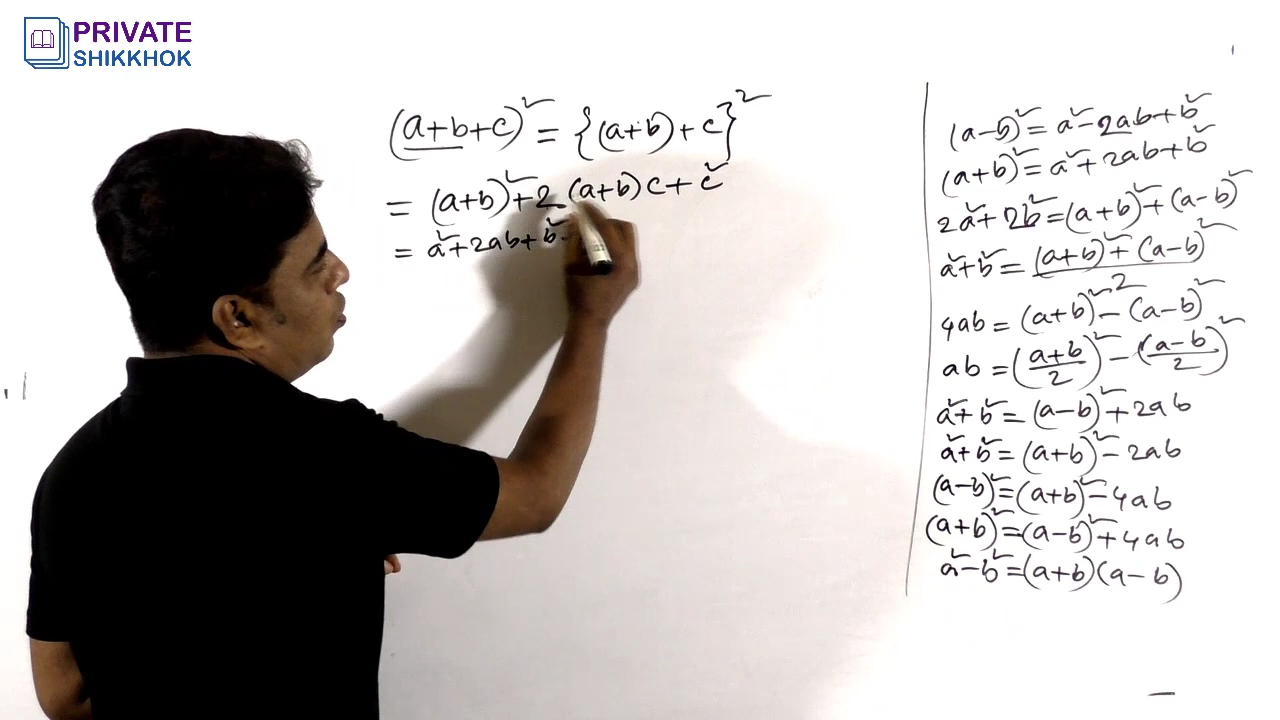 PRIVATE
SHIKKHOK
(a+b+c)² = {(a+b)+c}²
= (a+b)²+2(a+b)c+c²
= a²+2ab+b²
(a-b)² = a²-2ab+b²
(a+b)² = a²+2ab+b²
2a²+2b² = (a+b)²+(a-b)²
a²+b² = (a+b)²+(a-b)² / 2
4ab = (a+b)²-(a-b)²
ab = ((a+b)/2)² - ((a-b)/2)²
a²+b² = (a-b)²+2ab
a²+b² = (a+b)²-2ab
(a-b)² = (a+b)²-4ab
(a+b)² = (a-b)²+4ab
a²-b² = (a+b)(a-b)